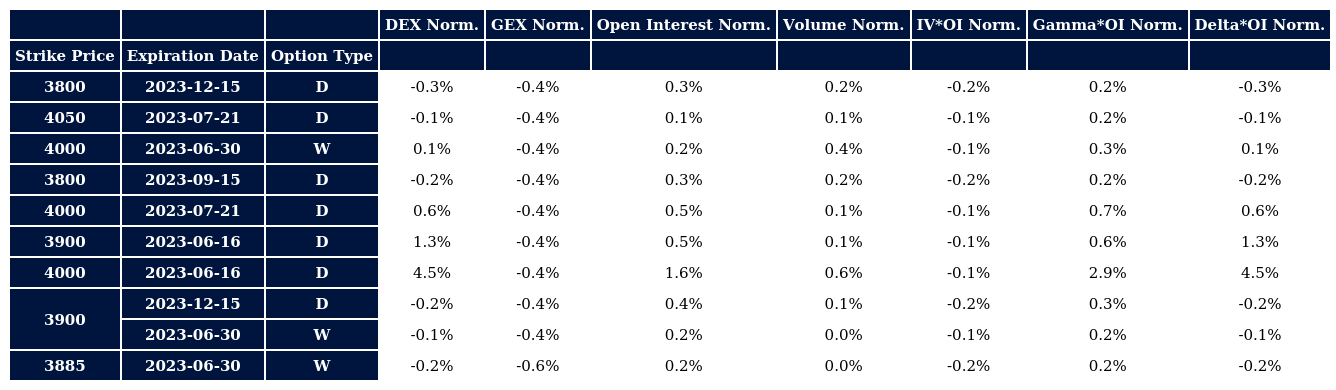 DEX Norm. GEX Norm. Open Interest Norm. Volume Norm. IV*OI Norm. Gamma*OI Norm. Delta*OI Norm.
Strike Price Expiration Date Option Type
3800 2023-12-15 D -0.3% -0.4% 0.3% 0.2% -0.2% 0.2% -0.3%
4050 2023-07-21 D -0.1% -0.4% 0.1% 0.1% -0.1% 0.2% -0.1%
4000 2023-06-30 W 0.1% -0.4% 0.2% 0.4% -0.1% 0.3% 0.1%
3800 2023-09-15 D -0.2% -0.4% 0.3% 0.2% -0.2% 0.2% -0.2%
4000 2023-07-21 D 0.6% -0.4% 0.5% 0.1% -0.1% 0.7% 0.6%
3900 2023-06-16 D 1.3% -0.4% 0.5% 0.1% -0.1% 0.6% 1.3%
4000 2023-06-16 D 4.5% -0.4% 1.6% 0.6% -0.1% 2.9% 4.5%
3900 2023-12-15 D -0.2% -0.4% 0.4% 0.1% -0.2% 0.3% -0.2%
2023-06-30 W -0.1% -0.4% 0.2% 0.0% -0.1% 0.2% -0.1%
3885 2023-06-30 W -0.2% -0.6% 0.2% 0.0% -0.2% 0.2% -0.2%